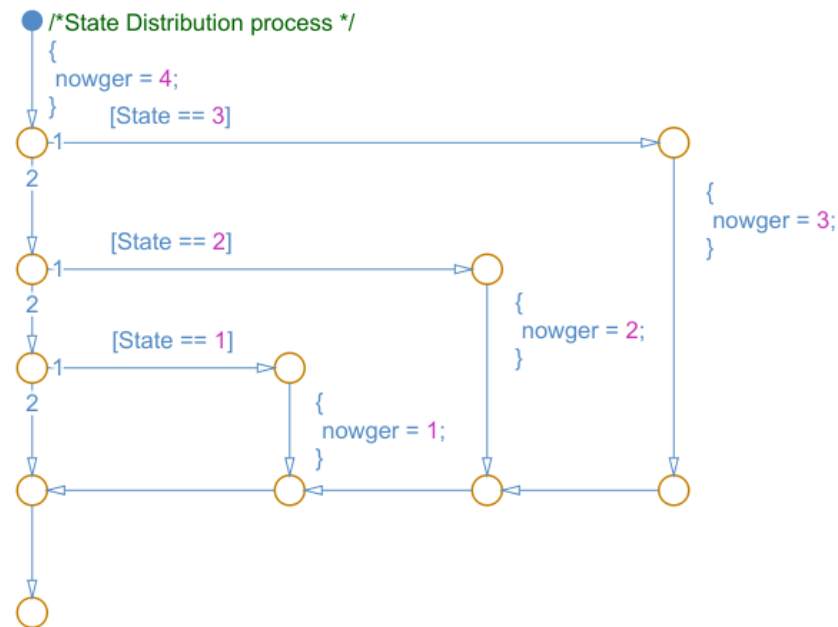 /*State Distribution process */
{
nowger = 4;
}
[State == 3]
1
2
{
nowger = 3;
}
[State == 2]
1
2
{
nowger = 2;
}
[State == 1]
1
2
{
nowger = 1;
}